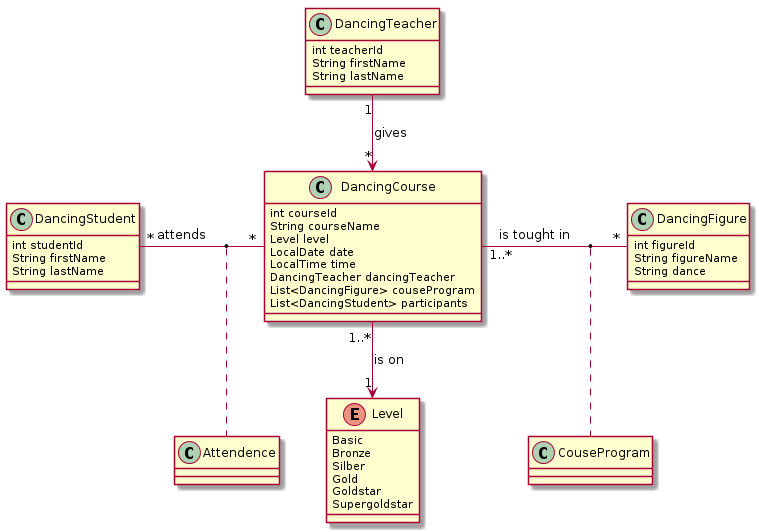 C DancingTeacher
int teacherId
String firstName
String lastName
1
gives
*
C DancingCourse
int courseId
String courseName
Level level
LocalDate date
LocalTime time
DancingTeacher dancingTeacher
List<DancingFigure> couseProgram
List<DancingStudent> participants
C DancingStudent
int studentId
String firstName
String lastName
* attends *
is tought in *
1..*
C DancingFigure
int figureId
String figureName
String dance
1..*
is on
1
E Level
Basic
Bronze
Silber
Gold
Goldstar
Supergoldstar
C Attendence
C CouseProgram